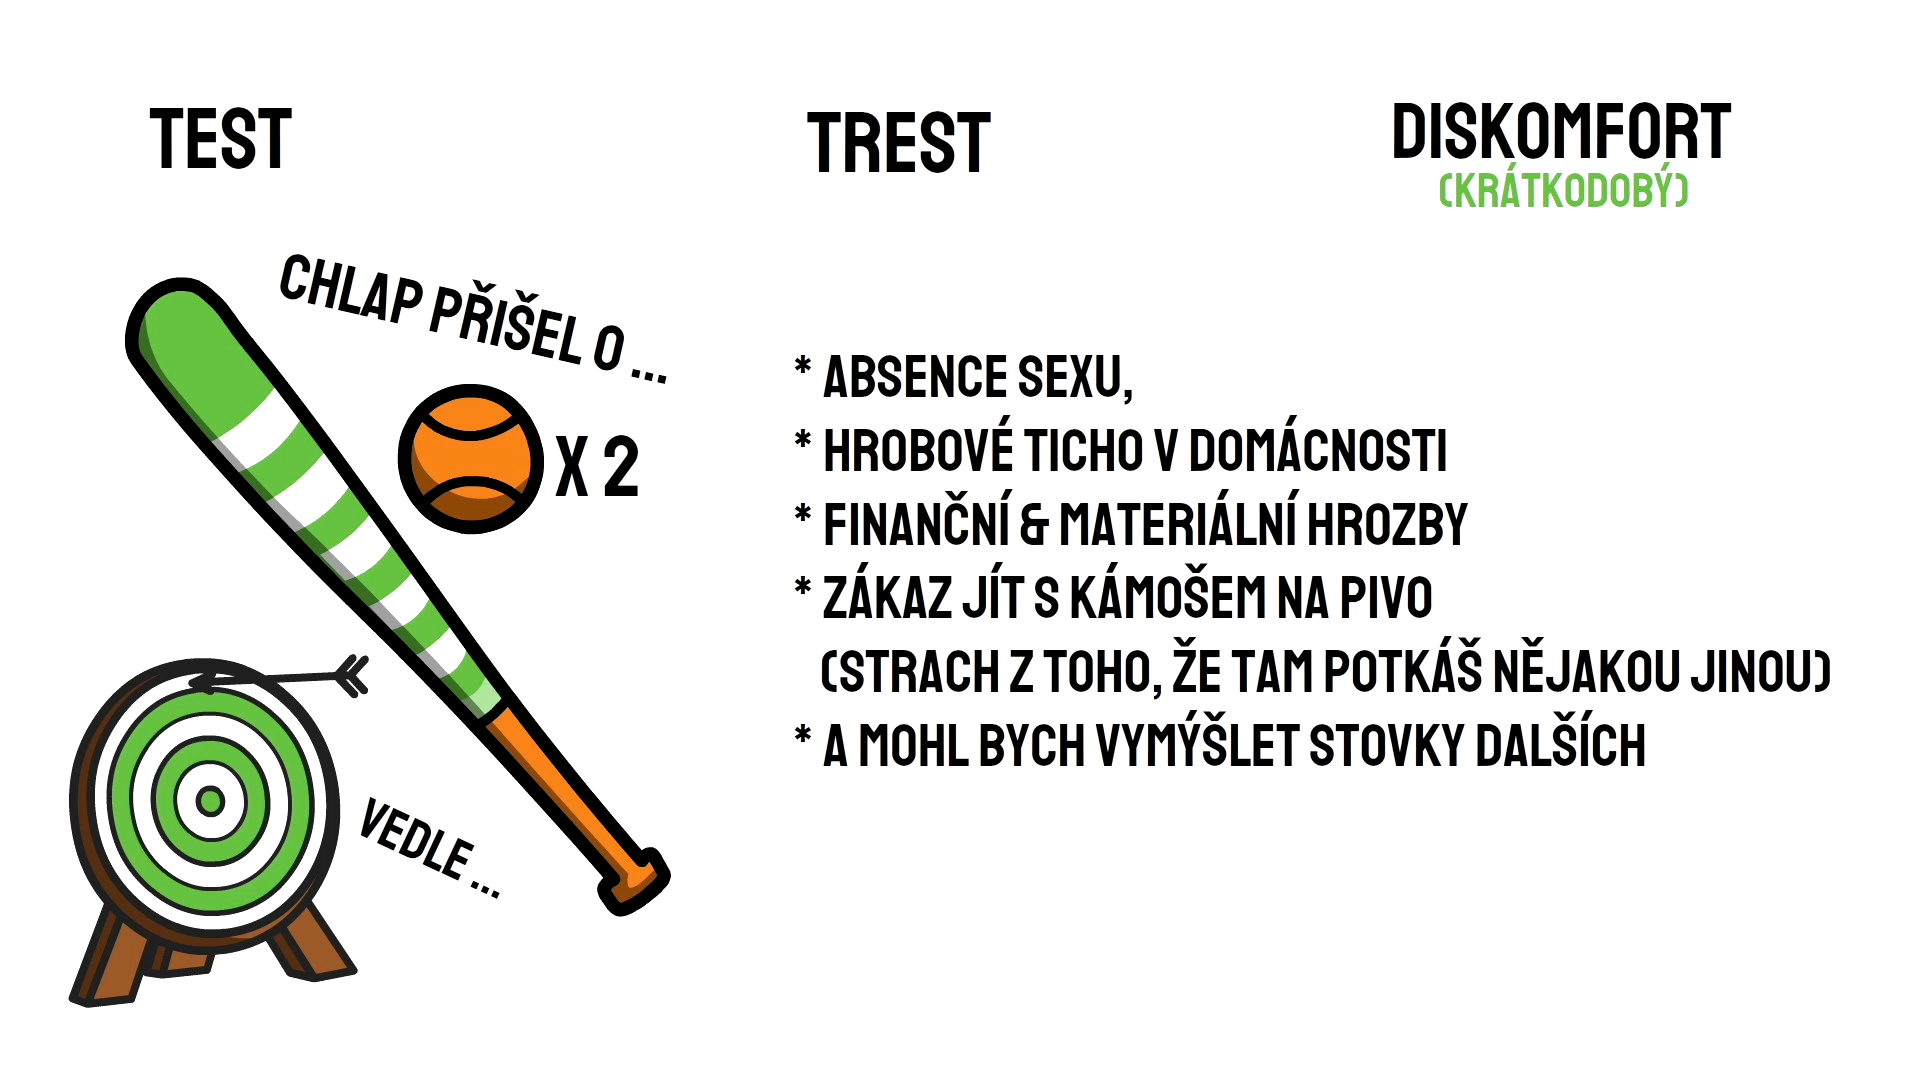 TEST
TREST
DISKOMFORT
(KRÁTKODOBÝ)
CHLAP PŘIŠEL O ...
X 2
VEDLE ...
* ABSENCE SEXU,
* HROBOVÉ TICHO V DOMÁCNOSTI
* FINANČNÍ & MATERIÁLNÍ HROZBY
* ZÁKAZ JÍT S KÁMOŠEM NA PIVO
(STRACH Z TOHO, ŽE TAM POTKÁŠ NĚJAKOU JINOU)
* A MOHL BYCH VYMÝŠLET STOVKY DALŠÍCH